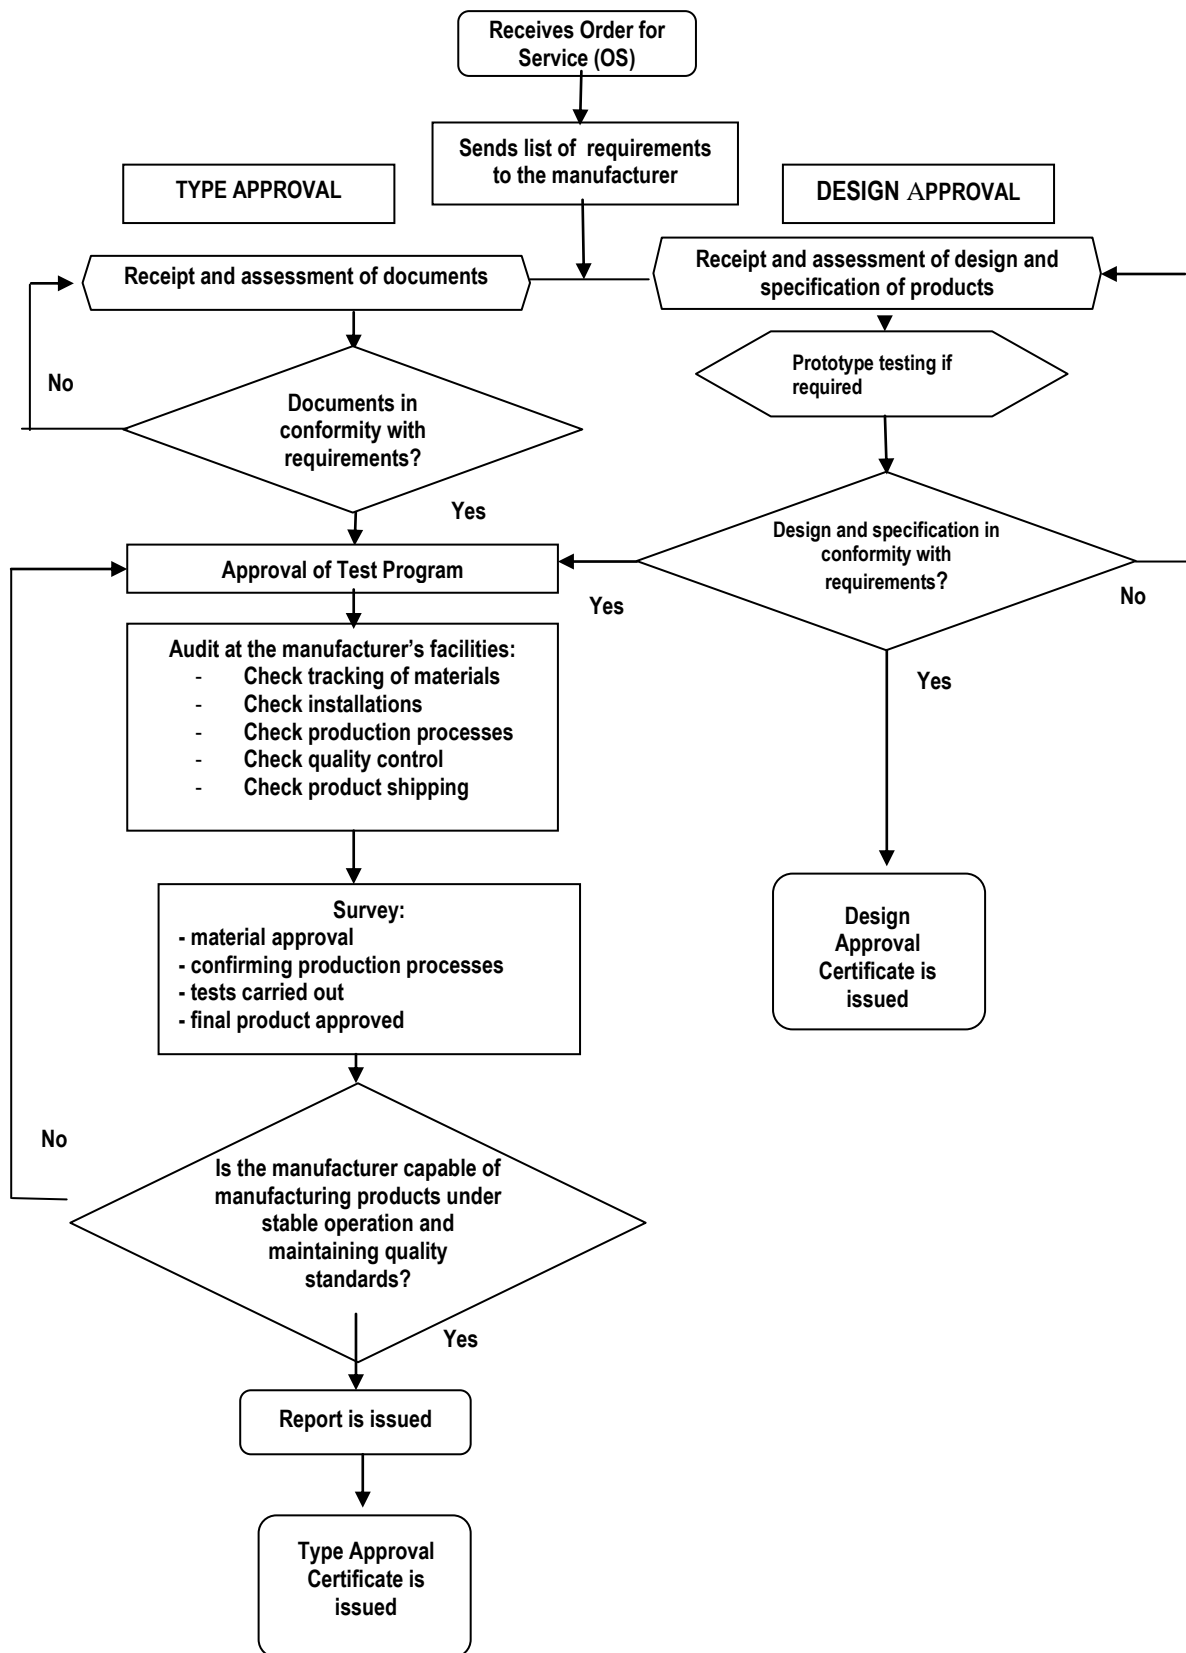 Receives Order for
Service (OS)
Sends list of requirements
to the manufacturer
TYPE APPROVAL
DESIGN APPROVAL
Receipt and assessment of documents
Receipt and assessment of design and
specification of products
Prototype testing if
required
No
Documents in
conformity with
requirements?
Yes
Design and specification in
conformity with
requirements?
Approval of Test Program
Yes
No
Audit at the manufacturer's facilities:
- Check tracking of materials
- Check installations
- Check production processes
- Check quality control
- Check product shipping
Yes
Survey:
- material approval
- confirming production processes
- tests carried out
- final product approved
Design
Approval
Certificate is
issued
No
Is the manufacturer capable of
manufacturing products under
stable operation and
maintaining quality
standards?
Yes
Report is issued
Type Approval
Certificate is
issued